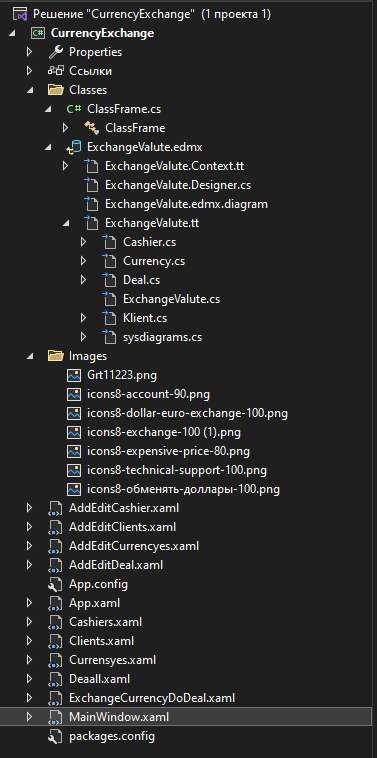 Решение "CurrencyExchange" (1 проекта 1)
CurrencyExchange
Properties
Ссылки
Classes
C# ClassFrame.cs
ClassFrame
ExchangeValute.edmx
ExchangeValute.Context.tt
ExchangeValute.Designer.cs
ExchangeValute.edmx.diagram
ExchangeValute.tt
Cashier.cs
Currency.cs
Deal.cs
ExchangeValute.cs
Klient.cs
sysdiagrams.cs
Images
Grt11223.png
icons8-account-90.png
icons8-dollar-euro-exchange-100.png
icons8-exchange-100 (1).png
icons8-expensive-price-80.png
icons8-technical-support-100.png
icons8-обменять-доллары-100.png
AddEditCashier.xaml
AddEditClients.xaml
AddEditCurrencyes.xaml
AddEditDeal.xaml
App.config
App.xaml
Cashiers.xaml
Clients.xaml
Currensyes.xaml
Deaall.xaml
ExchangeCurrencyDoDeal.xaml
MainWindow.xaml
packages.config